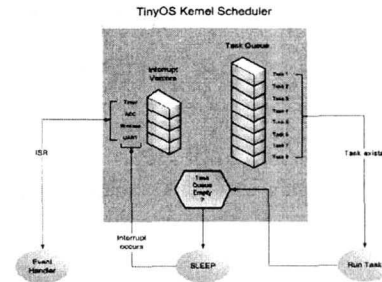 TinyOS Kernel Scheduler
Task Queue
Interrupt
Vectors
Task 1
Task 2
Task 3
Task 4
Task 5
Task 6
Task 7
Task 8
Timer
ADC
UART
ISR
Task exists
Task
Queue
Empty
?
Interrupt
occurs
Event
Handler
SLEEP
Run Task